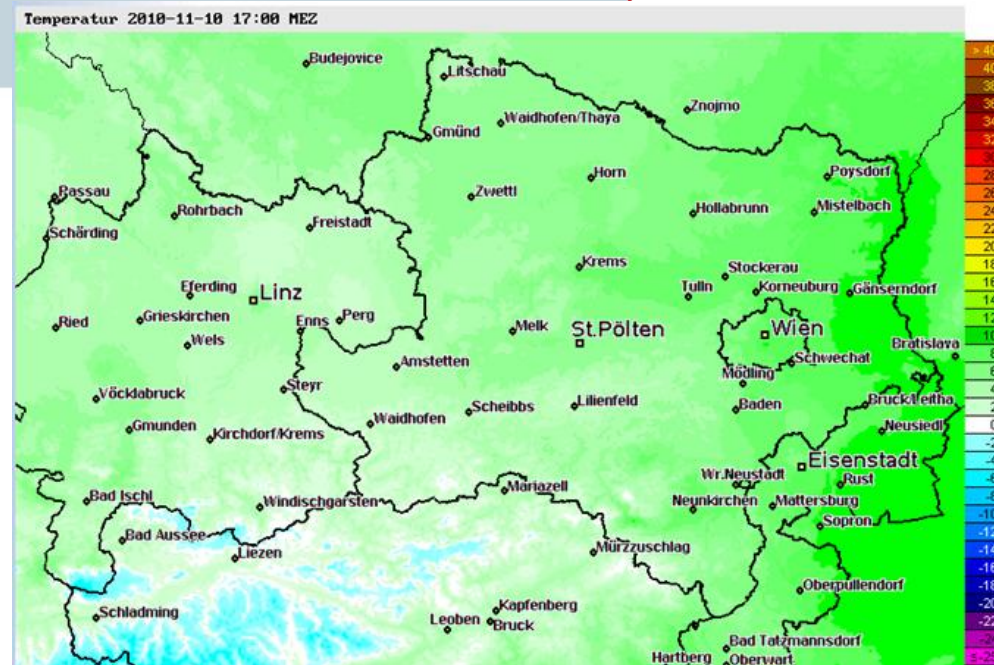 Temperatur 2010-11-10 17:00 MEZ
Budejovice
Litschau
Waidhofen/Thaya
Znojmo
Gmünd
Horn
Poysdorf
Passau
Zwettl
Rohrbach
Hollabrunn
Mistelbach
Freistadt
Schärding
Krems
Stockerau
Eferding
Linz
Tulln
Korneuburg
Gänserndorf
Ried
Grieskirchen
Enns
Perg
Melk
St.Pölten
Wien
Wels
Bratislava
Schwechat
Amstetten
Mödling
Steyr
Vöcklabruck
Scheibbs
Lilienfeld
Baden
Bruck/Leitha
Gmunden
Waidhofen
Neusiedl
Kirchdorf/Krems
Eisenstadt
Wr.Neustadt
Rust
Mariazell
Bad Ischl
Windischgarsten
Neunkirchen
Mattersburg
Sopron
Bad Aussee
Liezen
Mürzzuschlag
Oberpullendorf
Schladming
Kapfenberg
Leoben
Bruck
Bad Tatzmannsdorf
Hartberg
Oberwart
38
36
34
32
30
28
26
24
22
20
18
16
14
12
10
8
6
4
2
0
-2
-4
-6
-8
-10
-12
-14
-16
-18
-20
-22